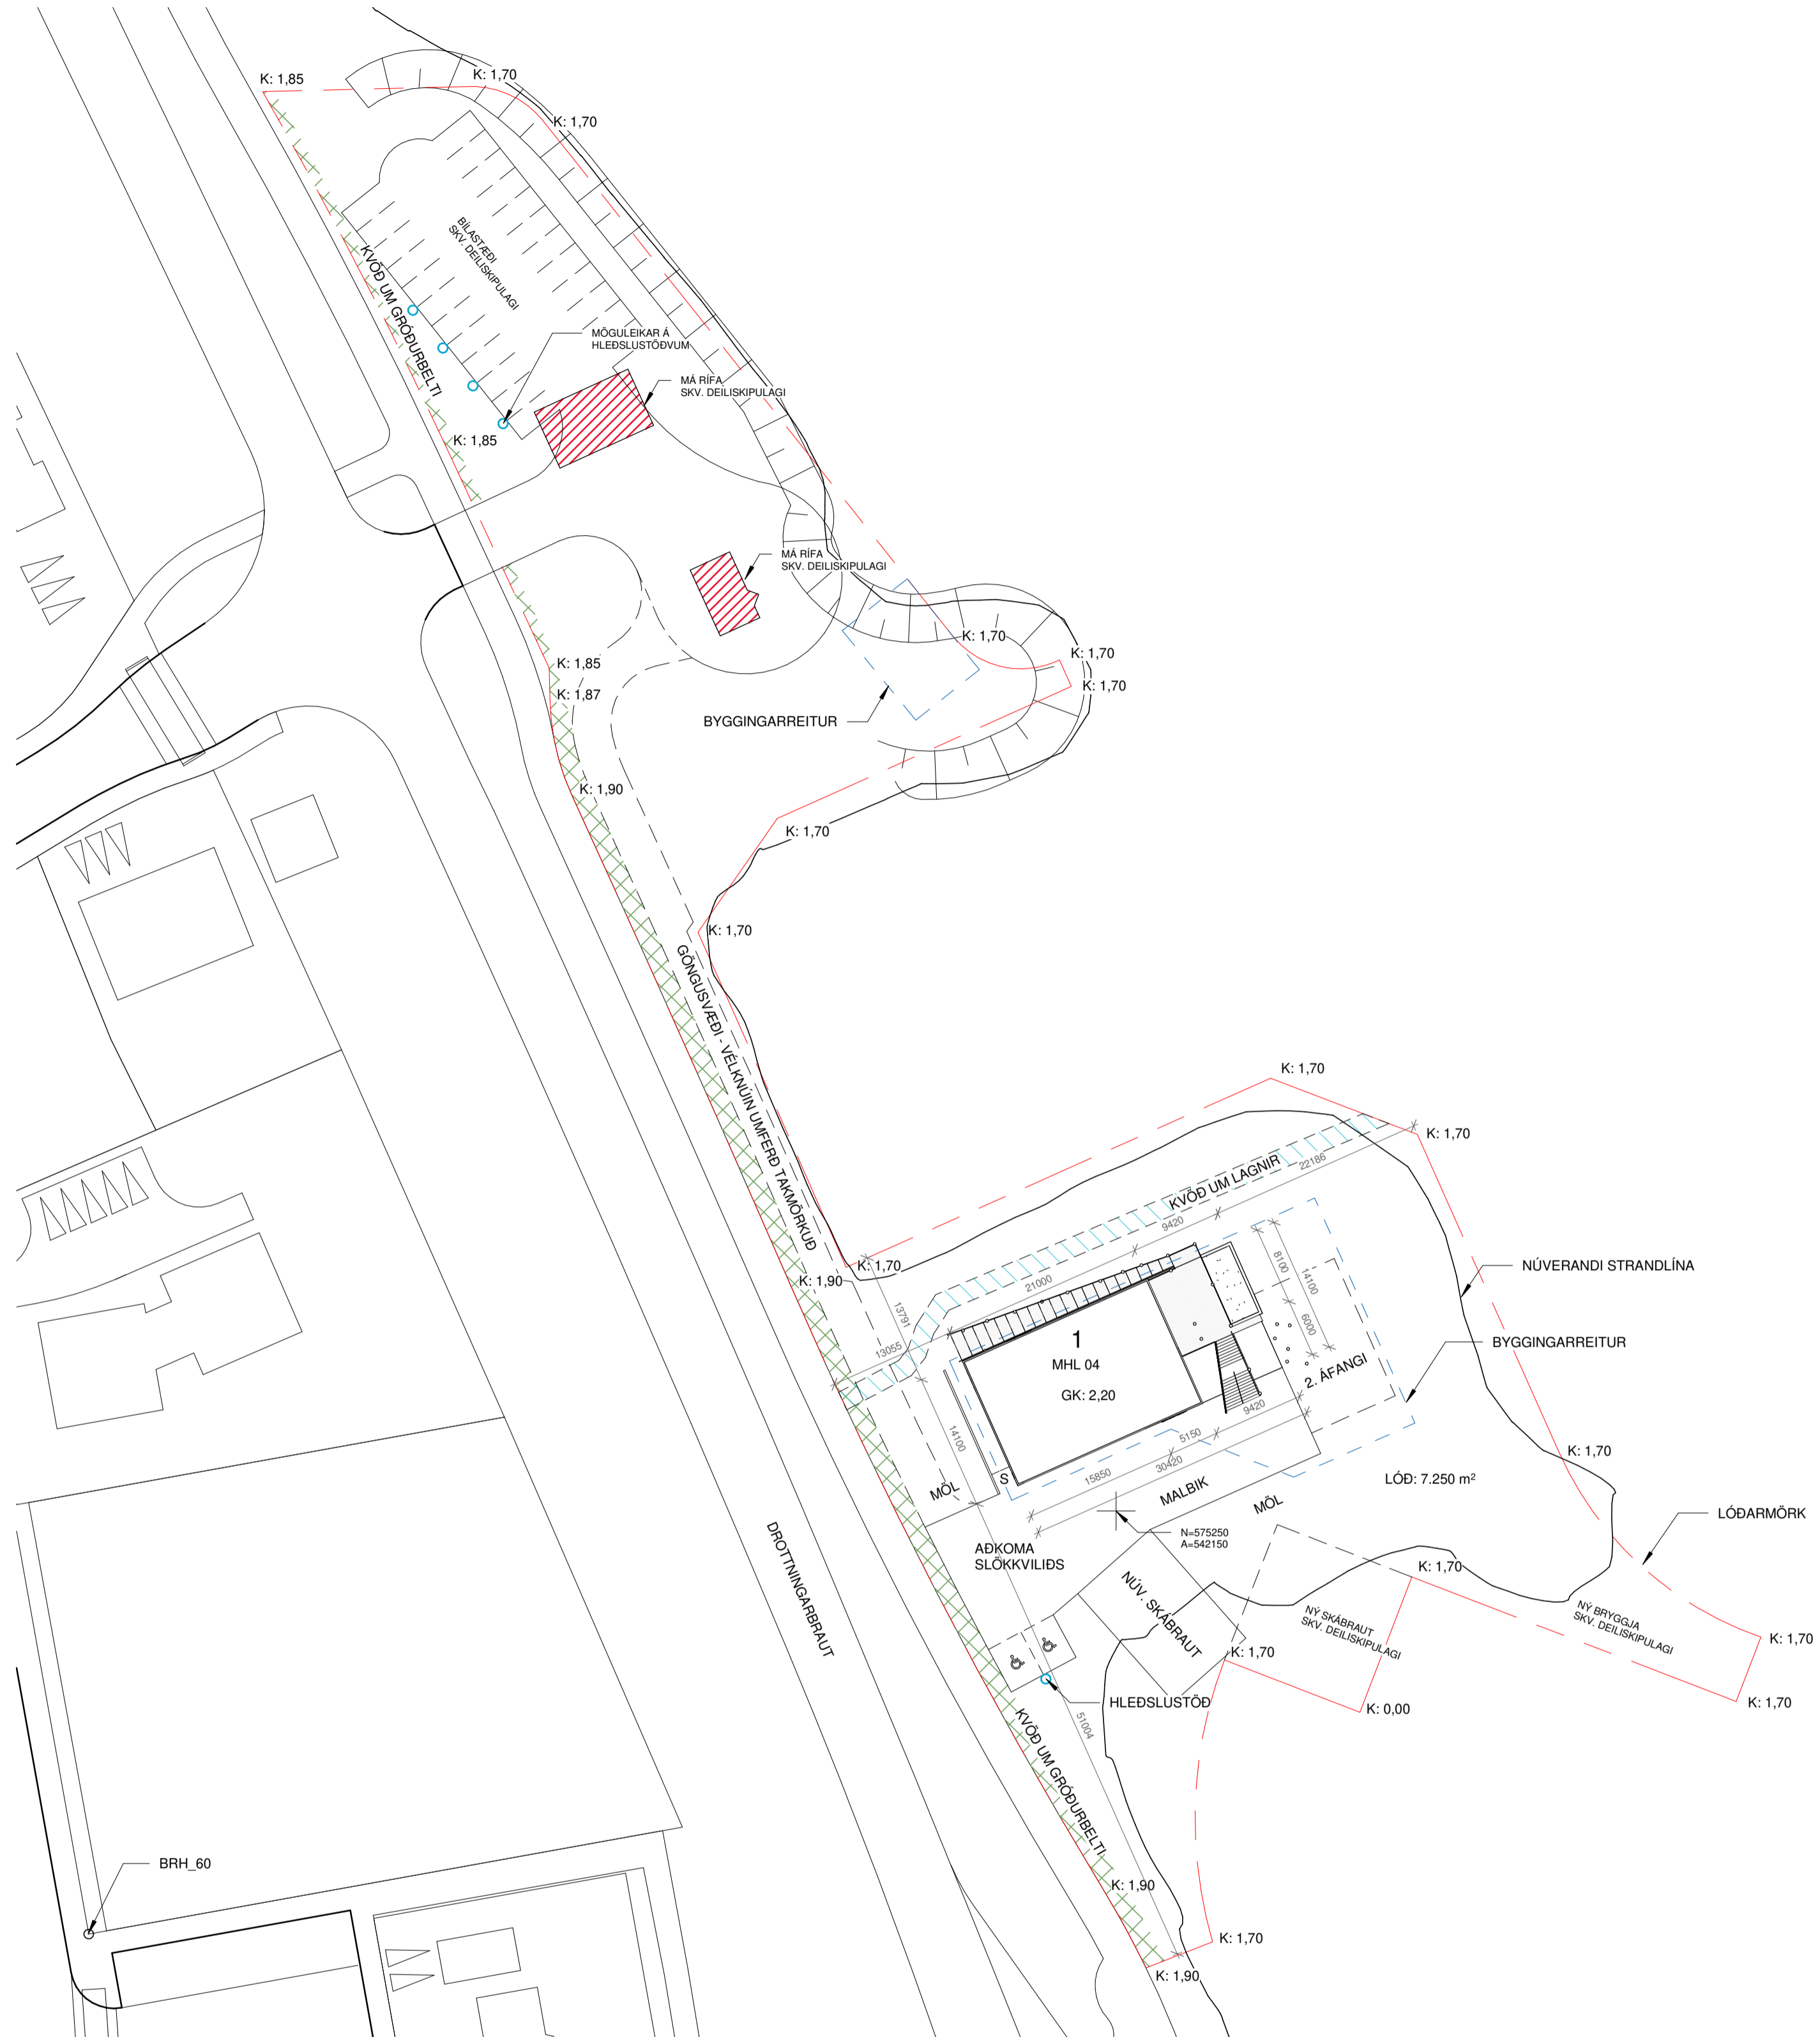 K: 1,85
K: 1,70
K: 1,70
BÍLASTÆÐI
SKV. DEILISKIPULAGI
KVÖÐ UM GRÓÐURBELTI
MÖGULEIKAR Á
HLEÐSLUSTÖÐVUM
MÁ RÍFA
SKV. DEILISKIPULAGI
K: 1,85
MÁ RÍFA
SKV. DEILISKIPULAGI
K: 1,70
K: 1,70
K: 1,85
K: 1,70
K: 1,87
BYGGINGARREITUR
K: 1,90
K: 1,70
K: 1,70
GÖNGUSVÆÐI - VÉLKNÚIN UMFERÐ TAKMÖRKUÐ
K: 1,70
K: 1,70
KVÖÐ UM LAGNIR
22186
9420
K: 1,70
K: 1,90
21000
8100
14100
6000
NÚVERANDI STRANDLÍNA
13791
13055
1
MHL 04
GK: 2,20
BYGGINGARREITUR
2. ÁFANGI
9420
14100
5150
30420
15850
S
MÖL
MALBIK
MÖL
K: 1,70
LÓÐ: 7.250 m²
LÓÐARMÖRK
N=575250
A=542150
AÐKOMA
SLÖKKVILIÐS
DROTTNINGARBRAUT
NÚV. SKÁBRAUT
K: 1,70
NÝ SKÁBRAUT
SKV. DEILISKIPULAGI
NÝ BRYGGJA
SKV. DEILISKIPULAGI
K: 1,70
K: 1,70
HLEÐSLUSTÖÐ
K: 0,00
K: 1,70
51004
KVÖÐ UM GRÓÐURBELTI
BRH_60
K: 1,90
K: 1,70
K: 1,90